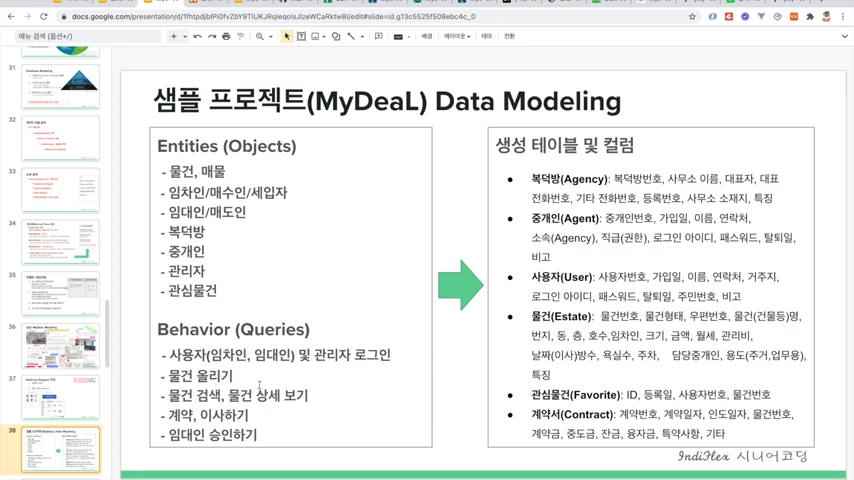 docs.google.com/presentation/d/1fhtpdjblPi0fvZbY9TlUKJRqIeqoIsJIzeWCaRktwBI/edit#slide=id.g13c5525f508ebc4c_0
메뉴 검색 (옵션+/)
배경
레이아웃
테마
전환
31
32
33
34
35
36
37
38
샘플 프로젝트(MyDeaL) Data Modeling
Entities (Objects)
- 물건, 매물
- 임차인/매수인/세입자
- 임대인/매도인
- 복덕방
- 중개인
- 관리자
- 관심물건
Behavior (Queries)
- 사용자(임차인, 임대인) 및 관리자 로그인
- 물건 올리기
- 물건 검색, 물건 상세 보기
- 계약, 이사하기
- 임대인 승인하기
생성 테이블 및 컬럼
● 복덕방(Agency): 복덕방번호, 사무소 이름, 대표자, 대표
전화번호, 기타 전화번호, 등록번호, 사무소 소재지, 특징
● 중개인(Agent): 중개인번호, 가입일, 이름, 연락처,
소속(Agency), 직급(권한), 로그인 아이디, 패스워드, 탈퇴일,
비고
● 사용자(User): 사용자번호, 가입일, 이름, 연락처, 거주지,
로그인 아이디, 패스워드, 탈퇴일, 주민번호, 비고
● 물건(Estate): 물건번호, 물건형태, 우편번호, 물건(건물등)명,
번지, 동, 층, 호수,임차인, 크기, 금액, 월세, 관리비,
날짜(이사)방수, 욕실수, 주차, 담당중개인, 용도(주거,업무용),
특징
● 관심물건(Favorite): ID, 등록일, 사용자번호, 물건번호
● 계약서(Contract): 계약번호, 계약일자, 인도일자, 물건번호,
계약금, 중도금, 잔금, 융자금, 특약사항, 기타
IndiFlex 시니어코딩